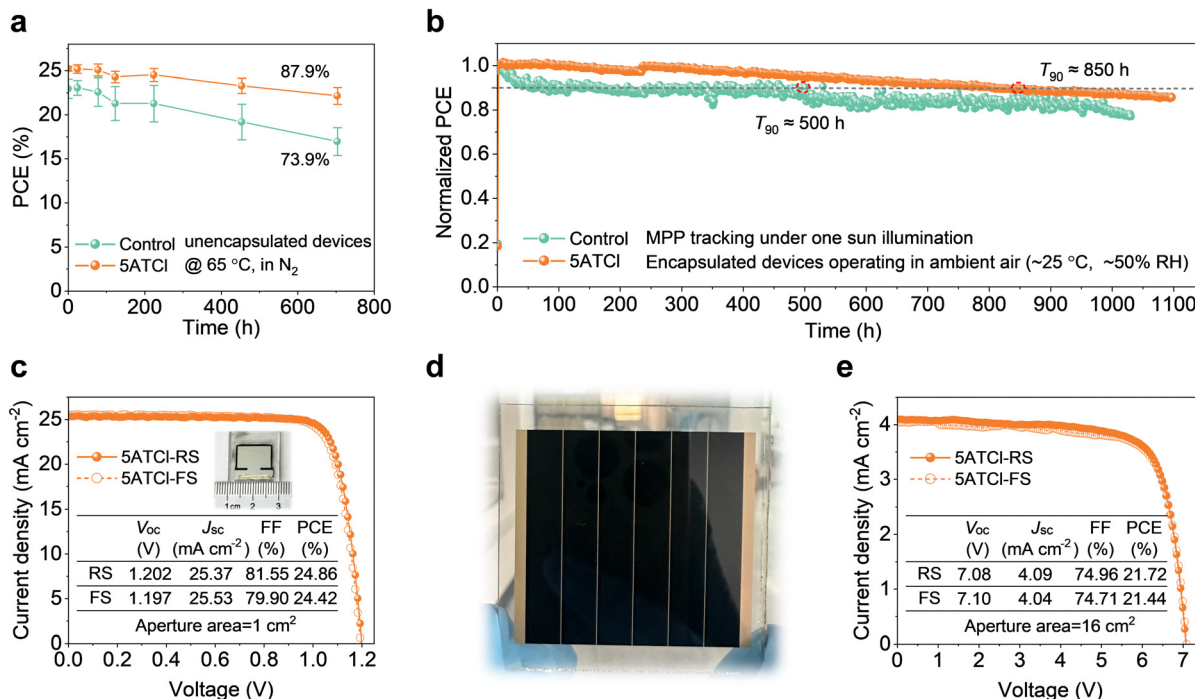 a
PCE (%)
30
25
20
15
10
5
0
87.9%
73.9%
Control unencapsulated devices
5ATCl @ 65 °C, in N₂
0 200 400 600 800
Time (h)
b
Normalized PCE
1.2
1.0
0.8
0.6
0.4
0.2
T₉₀ ≈ 850 h
T₉₀ ≈ 500 h
Control MPP tracking under one sun illumination
5ATCl Encapsulated devices operating in ambient air (~25 °C, ~50% RH)
0 100 200 300 400 500 600 700 800 900 1000 1100
Time (h)
c
Current density (mA cm⁻²)
30
25
20
15
10
5
0
5ATCl-RS
5ATCl-FS
1cm 2 3
Voc Jsc FF PCE
(V) (mA cm⁻²) (%) (%)
RS 1.202 25.37 81.55 24.86
FS 1.197 25.53 79.90 24.42
Aperture area=1 cm²
0.0 0.2 0.4 0.6 0.8 1.0 1.2
Voltage (V)
d
e
Current density (mA cm⁻²)
5
4
3
2
1
0
5ATCl-RS
5ATCl-FS
Voc Jsc FF PCE
(V) (mA cm⁻²) (%) (%)
RS 7.08 4.09 74.96 21.72
FS 7.10 4.04 74.71 21.44
Aperture area=16 cm²
0 1 2 3 4 5 6 7
Voltage (V)